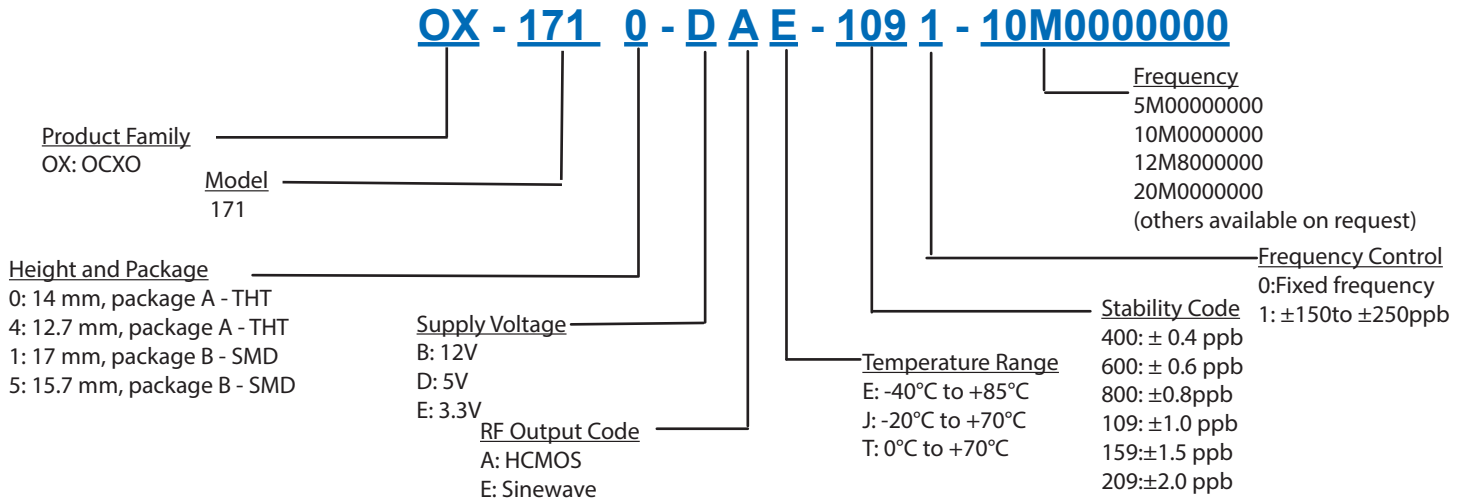 OX - 171 0 - D A E - 109 1 - 10M0000000
Product Family
OX: OCXO
Model
171
Height and Package
0: 14 mm, package A - THT
4: 12.7 mm, package A - THT
1: 17 mm, package B - SMD
5: 15.7 mm, package B - SMD
Supply Voltage
B: 12V
D: 5V
E: 3.3V
RF Output Code
A: HCMOS
E: Sinewave
Temperature Range
E: -40°C to +85°C
J: -20°C to +70°C
T: 0°C to +70°C
Stability Code
400: ± 0.4 ppb
600: ± 0.6 ppb
800: ±0.8ppb
109: ±1.0 ppb
159:±1.5 ppb
209:±2.0 ppb
Frequency Control
0:Fixed frequency
1: ±150to ±250ppb
Frequency
5M00000000
10M0000000
12M8000000
20M0000000
(others available on request)